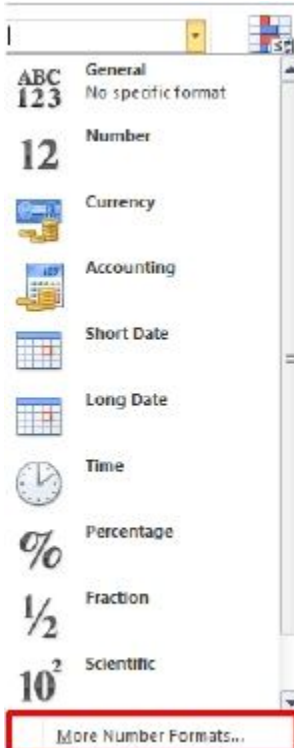 ABC
123
General
No specific format
12
Number
Currency
Accounting
Short Date
Long Date
Time
%
Percentage
1/2
Fraction
10²
Scientific
More Number Formats...